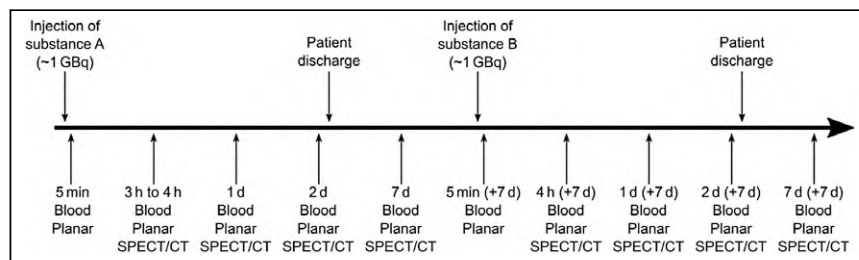 Injection of
substance A
(~1 GBq)
Patient
discharge
Injection of
substance B
(~1 GBq)
Patient
discharge
5 min
Blood
Planar
3 h to 4 h
Blood
Planar
SPECT/CT
1 d
Blood
Planar
SPECT/CT
2 d
Blood
Planar
SPECT/CT
7 d
Blood
Planar
SPECT/CT
5 min (+7 d)
Blood
Planar
4 h (+7 d)
Blood
Planar
SPECT/CT
1 d (+7 d)
Blood
Planar
SPECT/CT
2 d (+7 d)
Blood
Planar
SPECT/CT
7 d (+7 d)
Blood
Planar
SPECT/CT